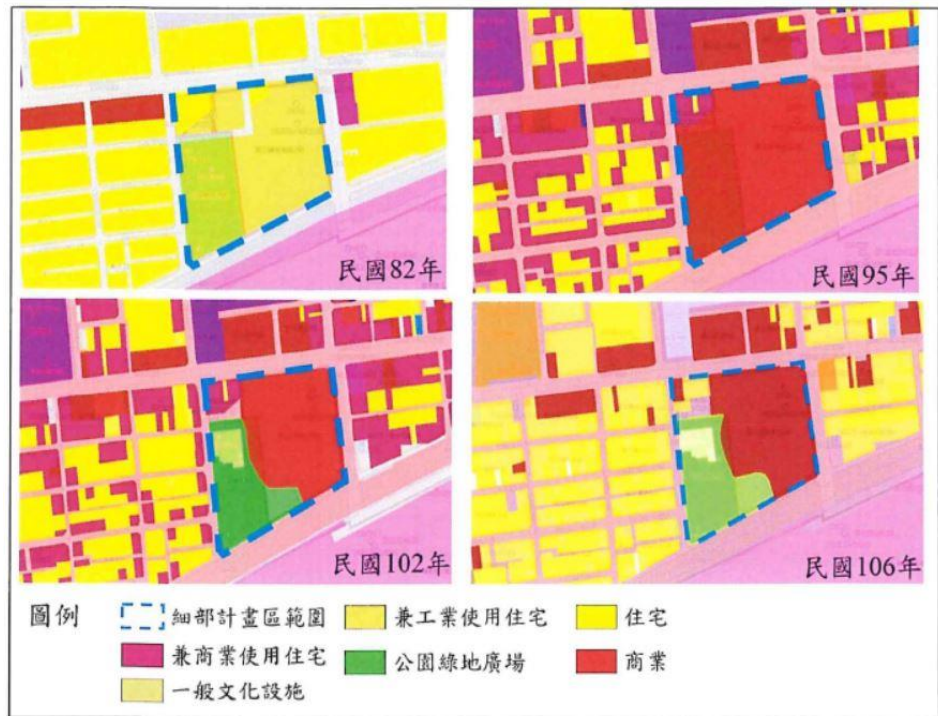 民國82年
民國95年
民國102年
民國106年
圖例
細部計畫區範圍
兼工業使用住宅
住宅
兼商業使用住宅
公園綠地廣場
商業
一般文化設施